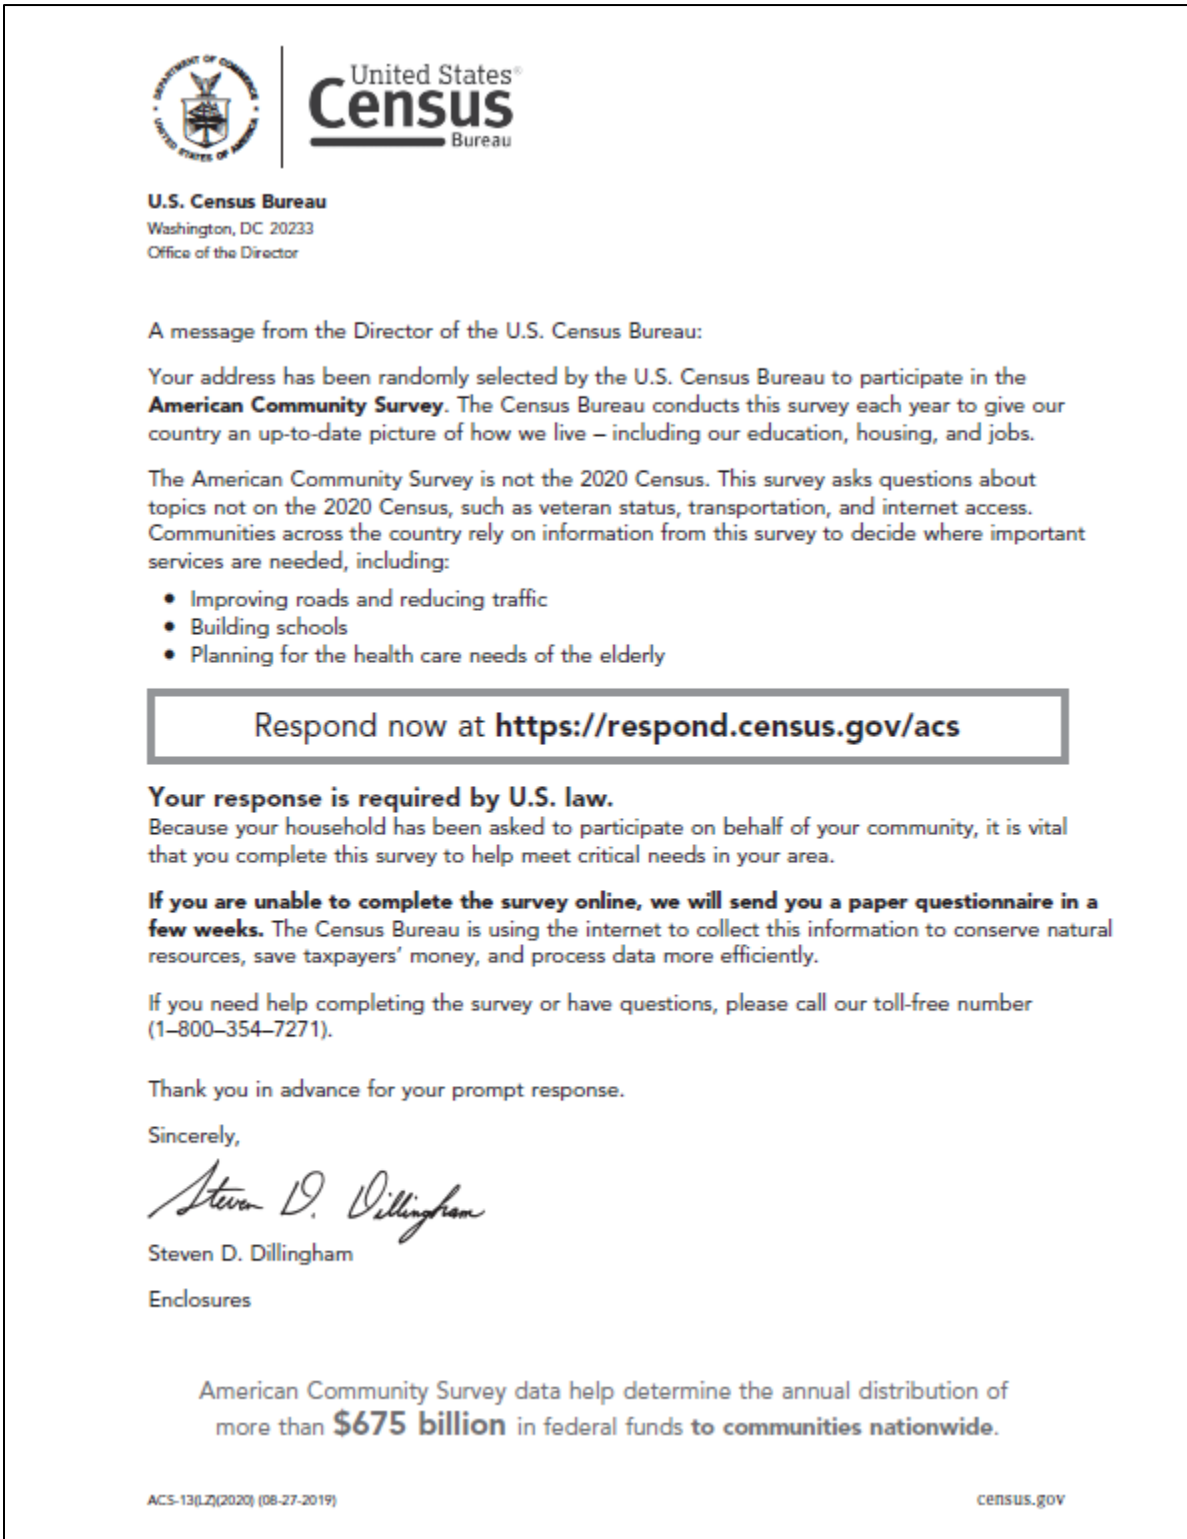 DEPARTMENT OF COMMERCE
UNITED STATES OF AMERICA
United States®
Census
Bureau
U.S. Census Bureau
Washington, DC 20233
Office of the Director
A message from the Director of the U.S. Census Bureau:
Your address has been randomly selected by the U.S. Census Bureau to participate in the
American Community Survey. The Census Bureau conducts this survey each year to give our
country an up-to-date picture of how we live – including our education, housing, and jobs.
The American Community Survey is not the 2020 Census. This survey asks questions about
topics not on the 2020 Census, such as veteran status, transportation, and internet access.
Communities across the country rely on information from this survey to decide where important
services are needed, including:
• Improving roads and reducing traffic
• Building schools
• Planning for the health care needs of the elderly
Respond now at https://respond.census.gov/acs
Your response is required by U.S. law.
Because your household has been asked to participate on behalf of your community, it is vital
that you complete this survey to help meet critical needs in your area.
If you are unable to complete the survey online, we will send you a paper questionnaire in a
few weeks. The Census Bureau is using the internet to collect this information to conserve natural
resources, save taxpayers’ money, and process data more efficiently.
If you need help completing the survey or have questions, please call our toll-free number
(1–800–354–7271).
Thank you in advance for your prompt response.
Sincerely,
Steven D. Dillingham
Steven D. Dillingham
Enclosures
American Community Survey data help determine the annual distribution of
more than $675 billion in federal funds to communities nationwide.
ACS-13(LZ)(2020) (08-27-2019)
census.gov